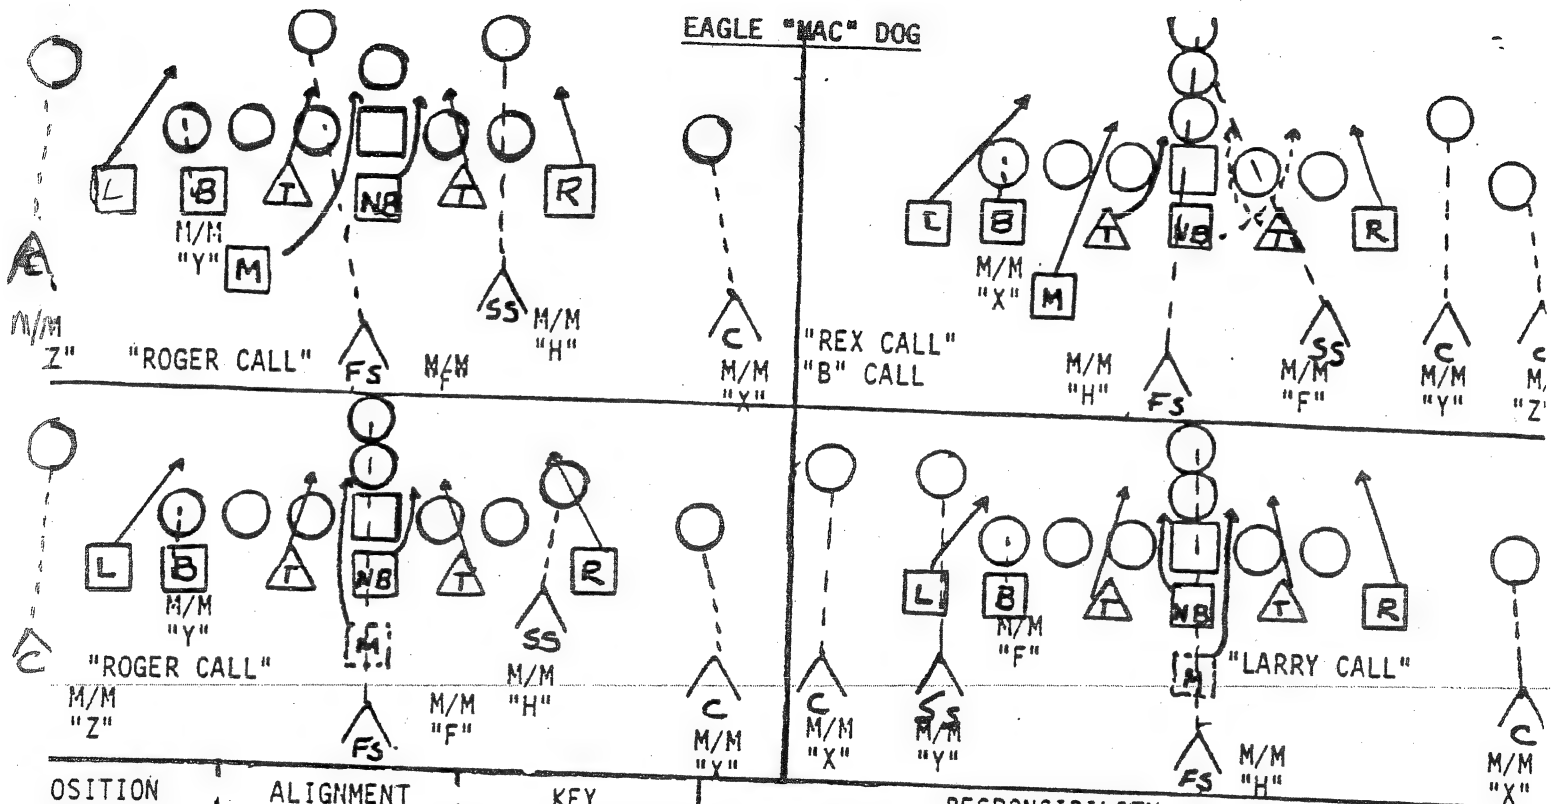 EAGLE "MAC" DOG
L
B
T
NB
T
R
M/M
"Y"
M
C
M/M
Z"
"ROGER CALL"
FS
M/M
"F"
SS
M/M
"H"
C
M/M
"X"
L
B
T
NB
T
R
M/M
"X"
M
"REX CALL"
"B" CALL
M/M
"H"
FS
SS
M/M
"F"
C
M/M
"Y"
C
M/
"Z"
L
B
T
NB
T
R
M/M
"Y"
M
C
"ROGER CALL"
M/M
"Z"
FS
M/M
"F"
SS
M/M
"H"
C
M/M
"X"
L
B
T
NB
T
R
M/M
"F"
M
"LARRY CALL"
C
M/M
"X"
SS
M/M
"Y"
FS
M/M
"H"
C
M/M
"X"
OSITION
ALIGNMENT
KEY
RESPONSIBILITY